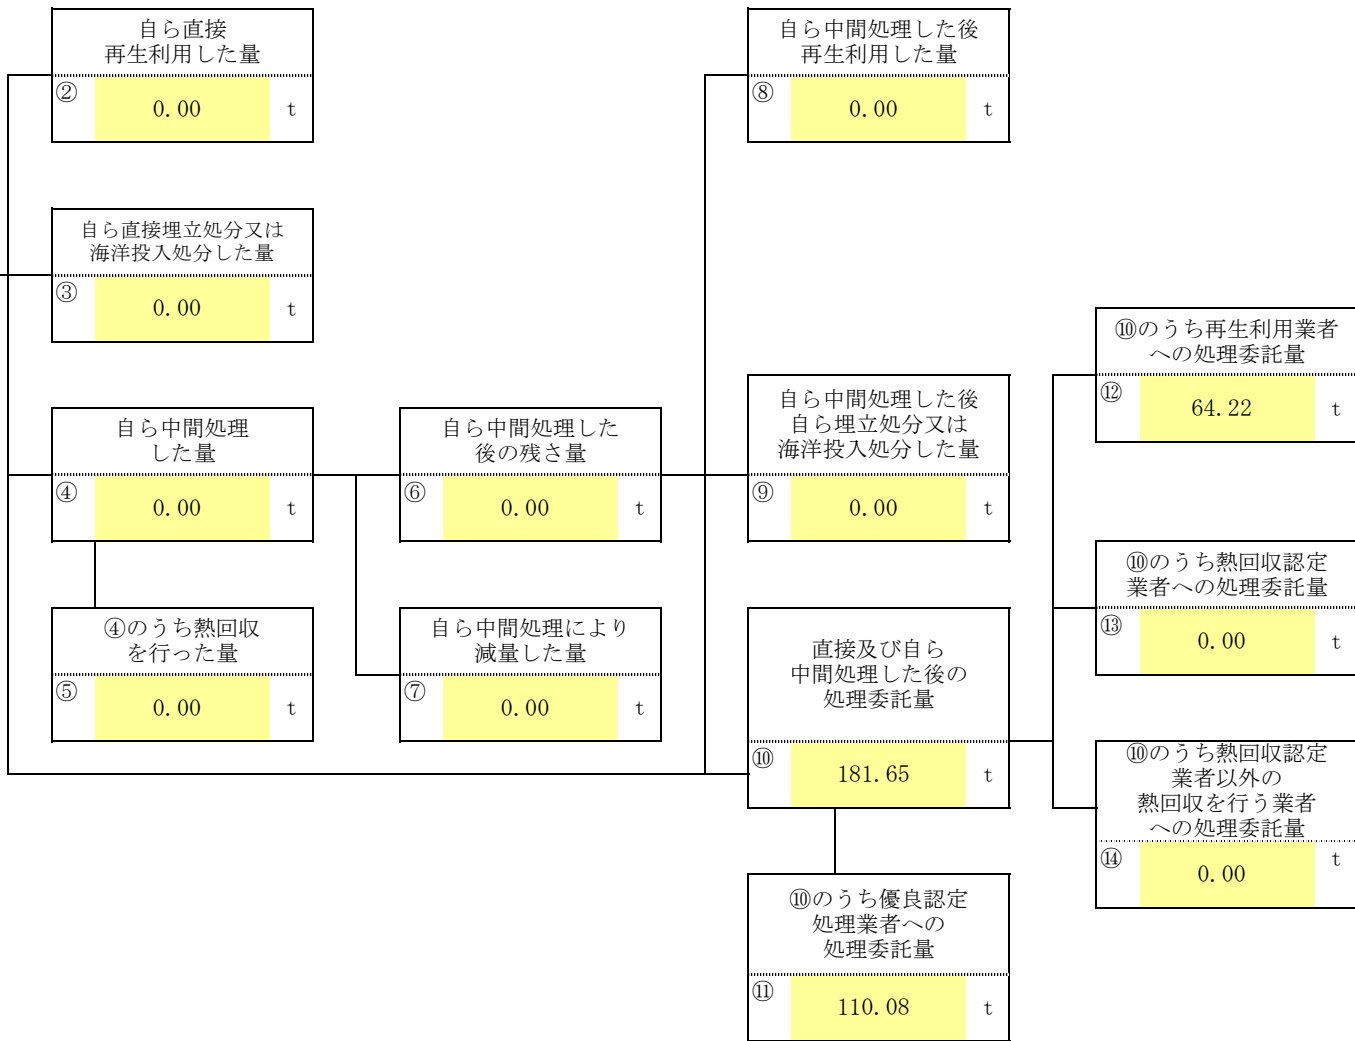 自ら直接
再生利用した量
② 0.00 t
自ら中間処理した後
再生利用した量
⑧ 0.00 t
自ら直接埋立処分又は
海洋投入処分した量
③ 0.00 t
⑩のうち再生利用業者
への処理委託量
⑫ 64.22 t
自ら中間処理
した量
④ 0.00 t
自ら中間処理した
後の残さ量
⑥ 0.00 t
自ら中間処理した後
自ら埋立処分又は
海洋投入処分した量
⑨ 0.00 t
⑩のうち熱回収認定
業者への処理委託量
⑬ 0.00 t
④のうち熱回収
を行った量
⑤ 0.00 t
自ら中間処理により
減量した量
⑦ 0.00 t
直接及び自ら
中間処理した後の
処理委託量
⑩ 181.65 t
⑩のうち熱回収認定
業者以外の
熱回収を行う業者
への処理委託量
⑭ 0.00 t
⑩のうち優良認定
処理業者への
処理委託量
⑪ 110.08 t